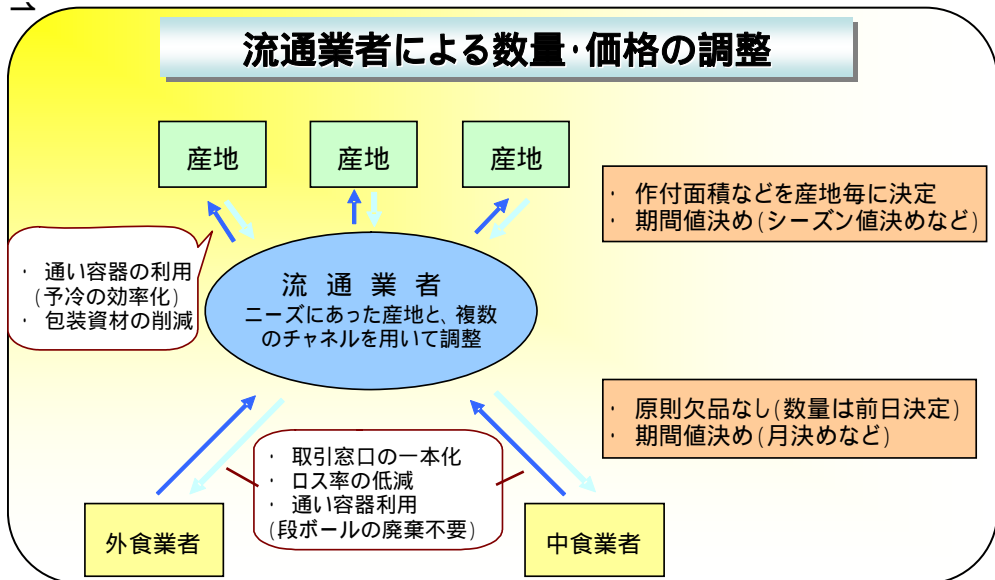 流通業者による数量・価格の調整
産地
産地
産地
・ 作付面積などを産地毎に決定
・ 期間値決め(シーズン値決めなど)
・ 通い容器の利用
(予冷の効率化)
・ 包装資材の削減
流 通 業 者
ニーズにあった産地と、複数
のチャネルを用いて調整
・ 原則欠品なし(数量は前日決定)
・ 期間値決め(月決めなど)
・ 取引窓口の一本化
・ ロス率の低減
・ 通い容器利用
(段ボールの廃棄不要)
外食業者
中食業者